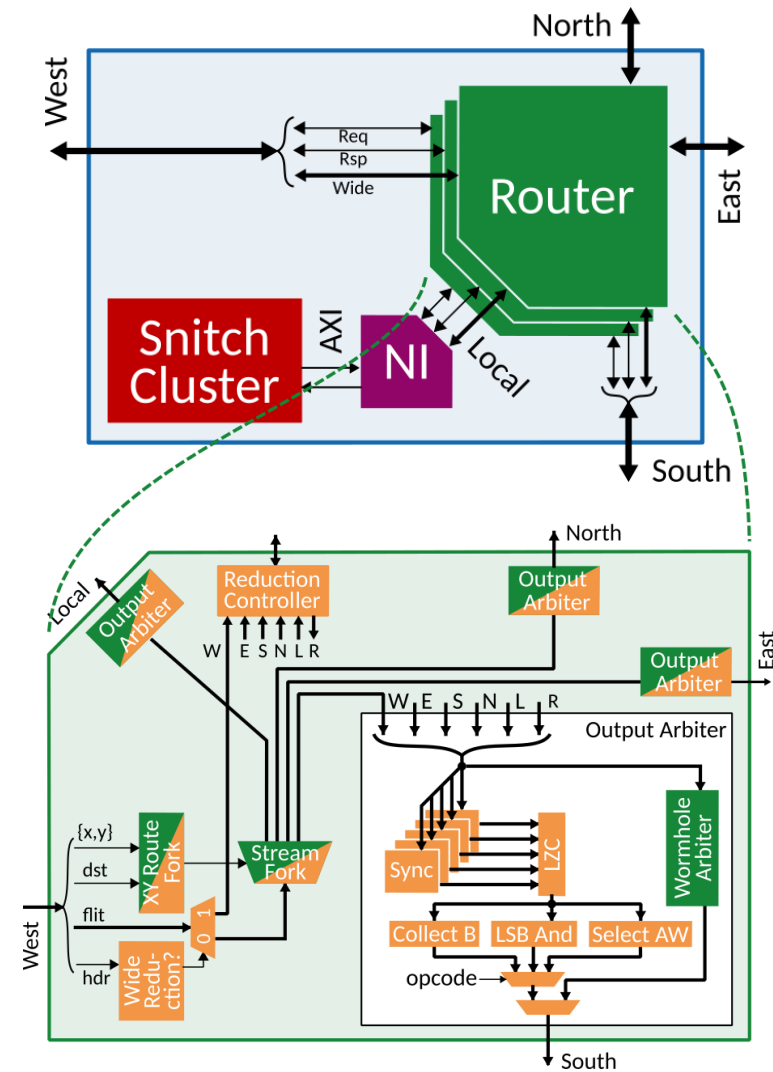 North
West
Req
Rsp
Wide
Router
East
Snitch
Cluster
AXI
NI
Local
South
North
Local
Output
Arbiter
Reduction
Controller
Output
Arbiter
W E S N L R
Output
Arbiter
East
W E S N L R
Output Arbiter
{x,y}
dst
XY Route
Fork
Stream
Fork
flit
West
hdr
0 1
Wide
Redu-
ction?
Sync
LZC
Wormhole
Arbiter
Collect B
LSB And
Select AW
opcode
South